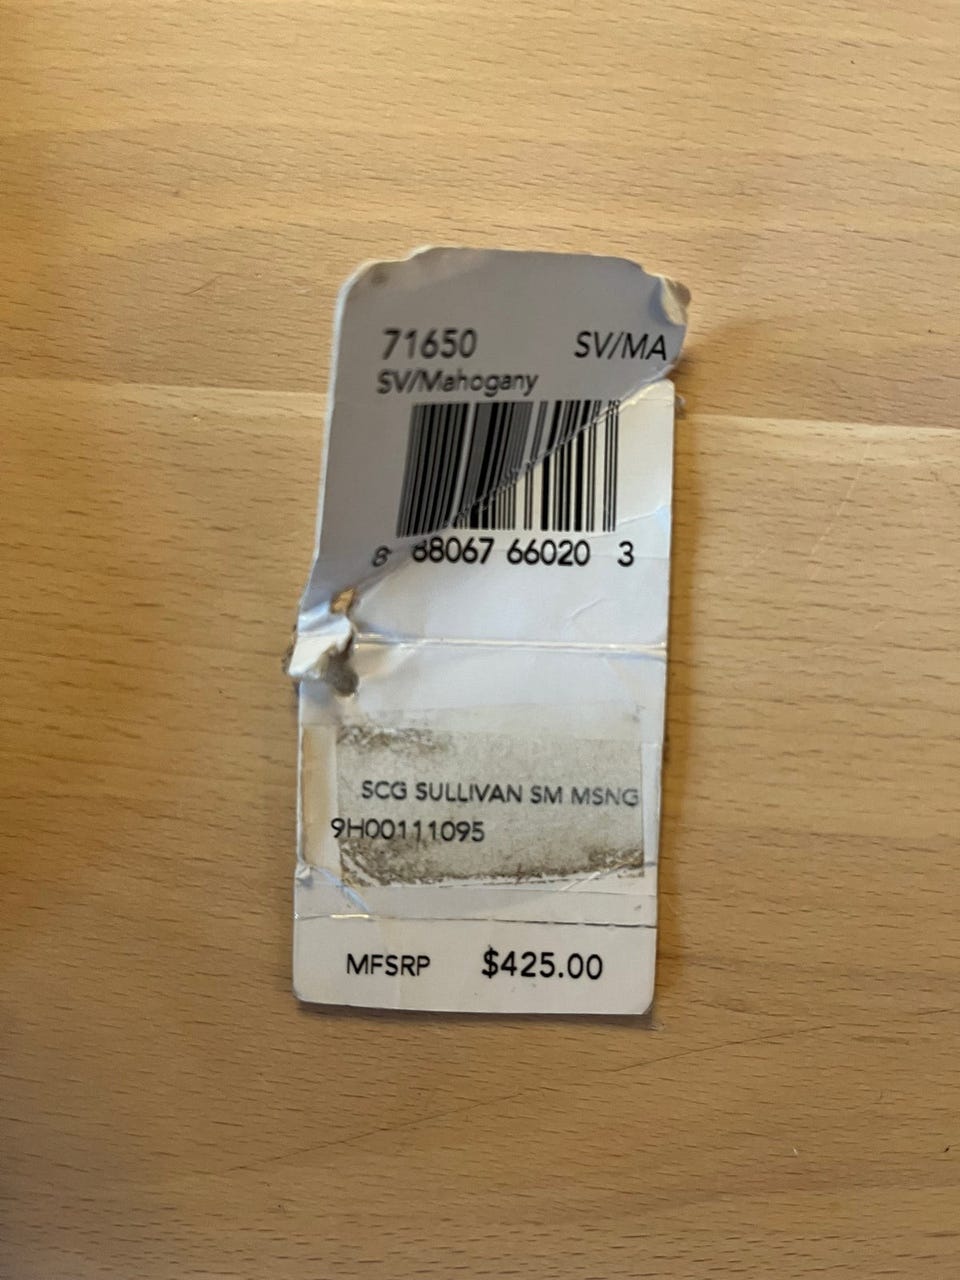 71650 SV/MA
SV/Mahogany
8 88067 66020 3
SCG SULLIVAN SM MSNG
9H00111095
MFSRP $425.00